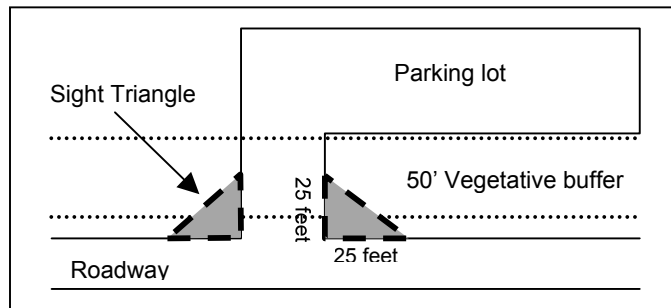 Parking lot
Sight Triangle
50' Vegetative buffer
25 feet
25 feet
Roadway